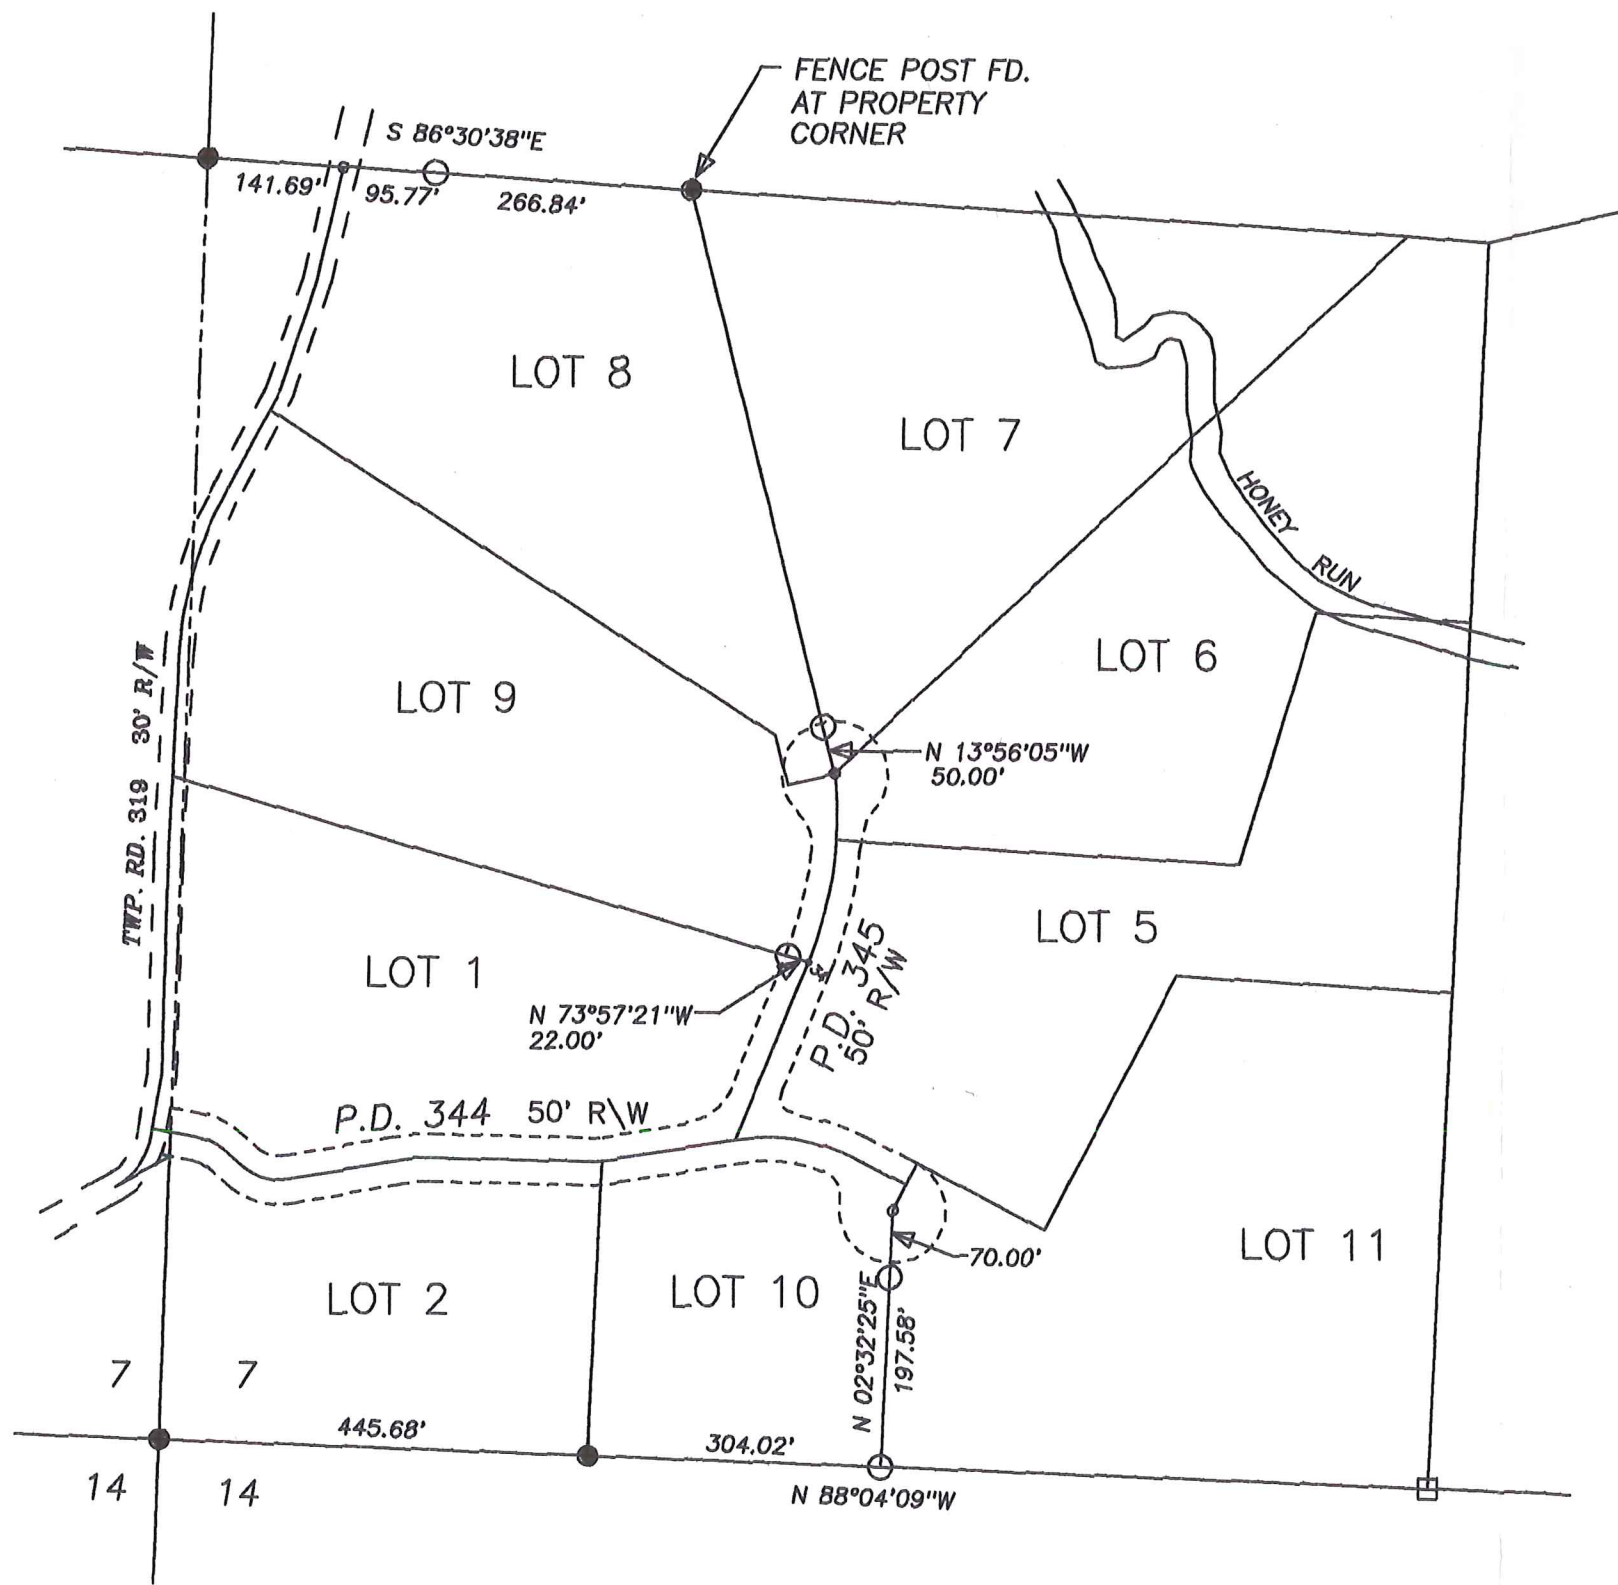 FENCE POST FD.
AT PROPERTY
CORNER
S 86°30'38"E
141.69'
95.77'
266.84'
LOT 8
LOT 7
HONEY
RUN
LOT 6
LOT 9
TWP. RD. 319 30' R/W
N 13°56'05"W
50.00'
LOT 5
LOT 1
P.D. 345
50' R/W
N 73°57'21"W
22.00'
P.D. 344 50' R\W
70.00'
LOT 11
LOT 10
LOT 2
N 02°32'25"E
197.58'
7
7
445.68'
304.02'
14
14
N 88°04'09"W